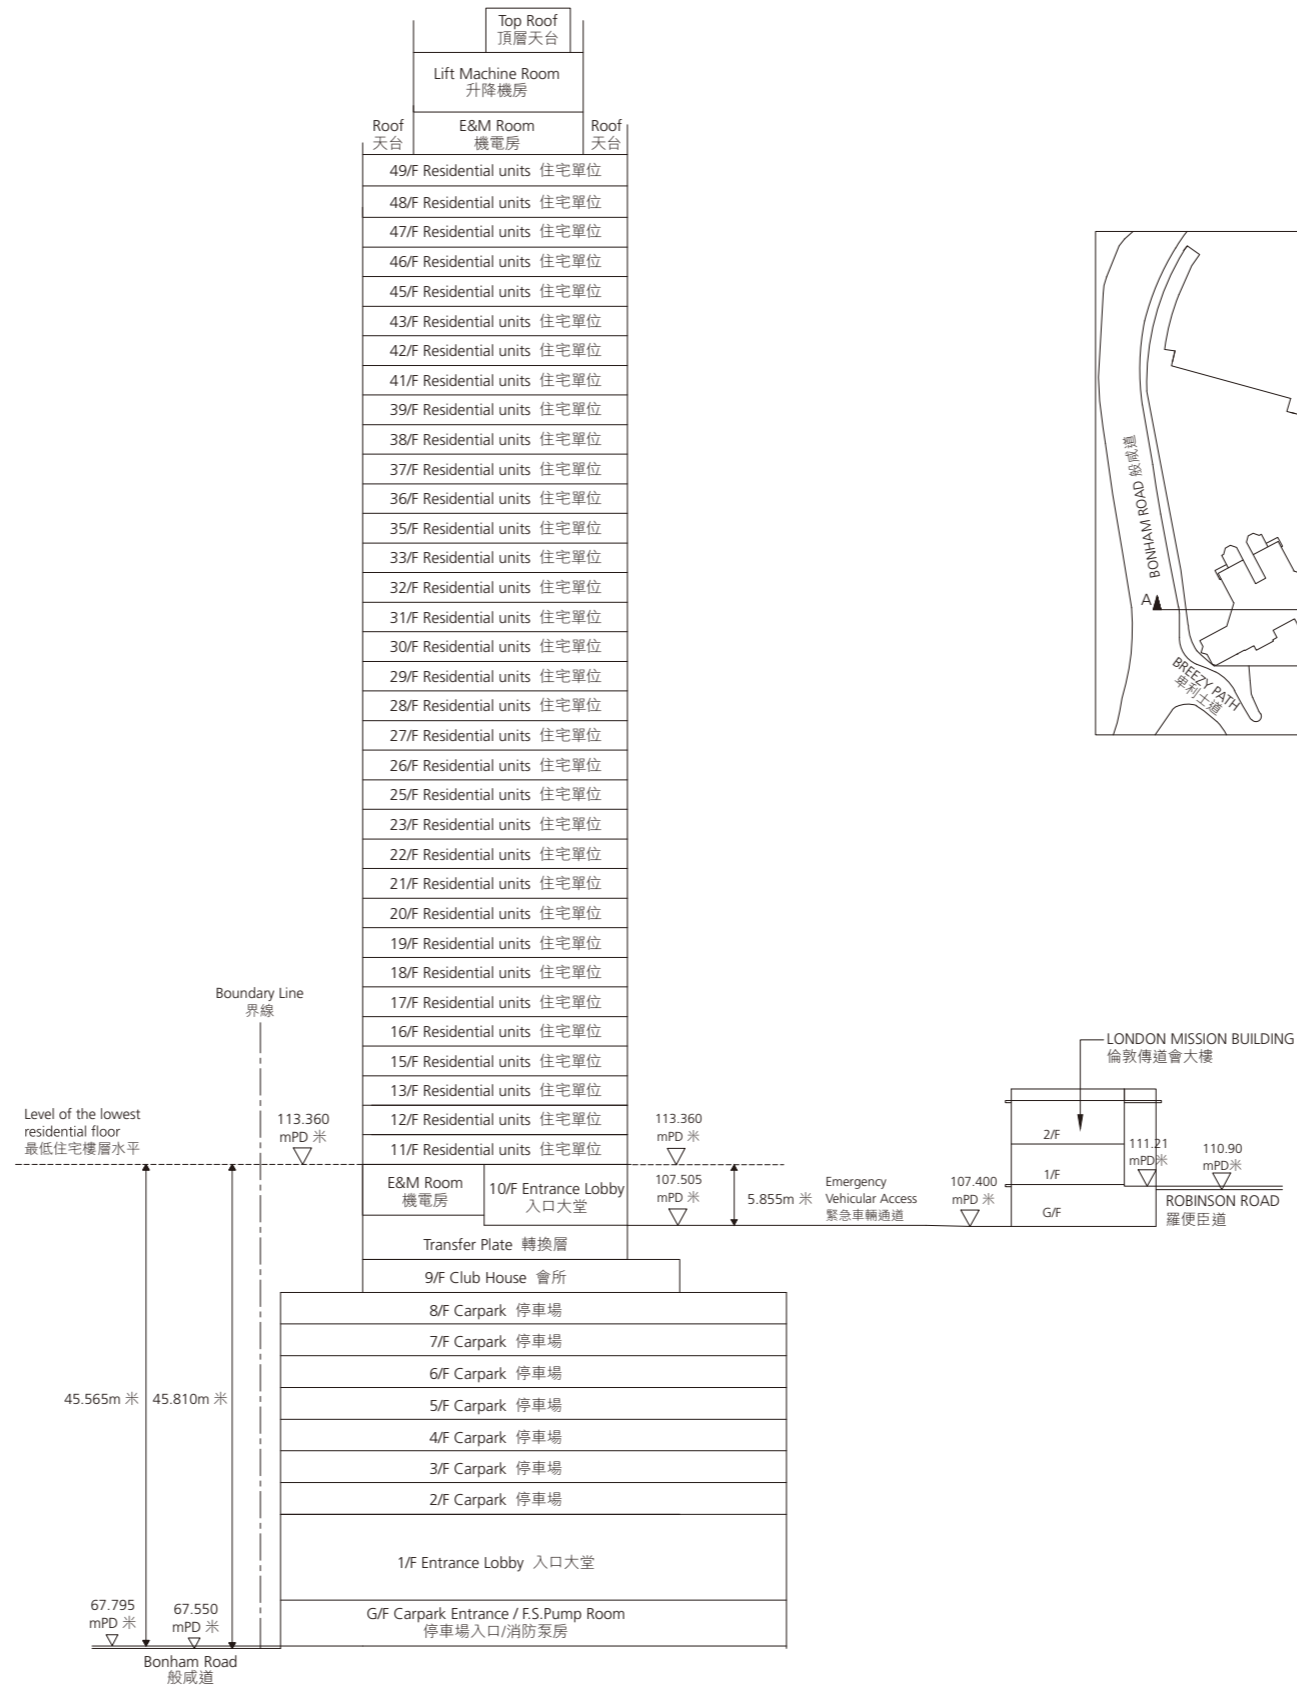 Top Roof
頂層天台
Lift Machine Room
升降機房
Roof
天台
E&M Room
機電房
Roof
天台
49/F Residential units 住宅單位
48/F Residential units 住宅單位
47/F Residential units 住宅單位
46/F Residential units 住宅單位
45/F Residential units 住宅單位
43/F Residential units 住宅單位
42/F Residential units 住宅單位
41/F Residential units 住宅單位
39/F Residential units 住宅單位
38/F Residential units 住宅單位
37/F Residential units 住宅單位
36/F Residential units 住宅單位
35/F Residential units 住宅單位
33/F Residential units 住宅單位
32/F Residential units 住宅單位
31/F Residential units 住宅單位
30/F Residential units 住宅單位
29/F Residential units 住宅單位
28/F Residential units 住宅單位
27/F Residential units 住宅單位
26/F Residential units 住宅單位
25/F Residential units 住宅單位
23/F Residential units 住宅單位
22/F Residential units 住宅單位
21/F Residential units 住宅單位
20/F Residential units 住宅單位
19/F Residential units 住宅單位
18/F Residential units 住宅單位
17/F Residential units 住宅單位
16/F Residential units 住宅單位
15/F Residential units 住宅單位
13/F Residential units 住宅單位
12/F Residential units 住宅單位
11/F Residential units 住宅單位
Boundary Line
界線
Level of the lowest
residential floor
最低住宅樓層水平
113.360
mPD 米
113.360
mPD 米
E&M Room
機電房
10/F Entrance Lobby
入口大堂
107.505
mPD 米
5.855m 米
Emergency
Vehicular Access
緊急車輛通道
107.400
mPD 米
Transfer Plate 轉換層
9/F Club House 會所
8/F Carpark 停車場
7/F Carpark 停車場
6/F Carpark 停車場
5/F Carpark 停車場
4/F Carpark 停車場
3/F Carpark 停車場
2/F Carpark 停車場
1/F Entrance Lobby 入口大堂
G/F Carpark Entrance / F.S.Pump Room
停車場入口/消防泵房
45.565m 米
45.810m 米
67.795
mPD 米
67.550
mPD 米
Bonham Road
般咸道
BONHAM ROAD 般咸道
A
BREEZY PATH
卑利士道
LONDON MISSION BUILDING
倫敦傳道會大樓
2/F
1/F
G/F
111.21
mPD米
110.90
mPD米
ROBINSON ROAD
羅便臣道